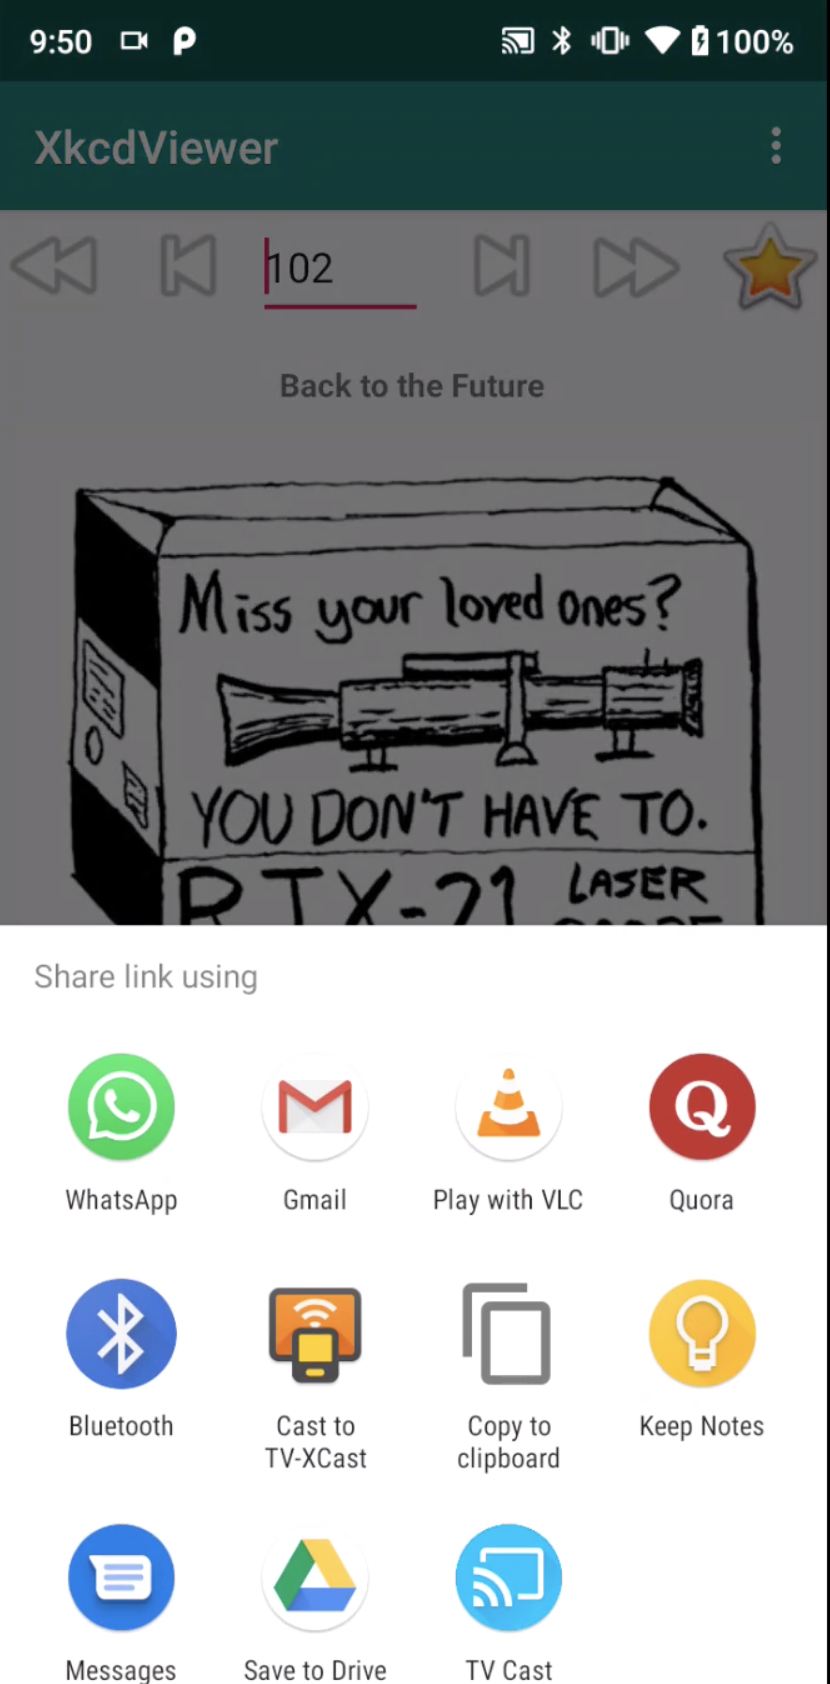 9:50
100%
XkcdViewer
102
Back to the Future
Miss your loved ones?
YOU DON'T HAVE TO.
RTX-21 LASER
Share link using
WhatsApp Gmail Play with VLC Quora
Bluetooth Cast to Copy to Keep Notes
TV-XCast clipboard
Messages Save to Drive TV Cast